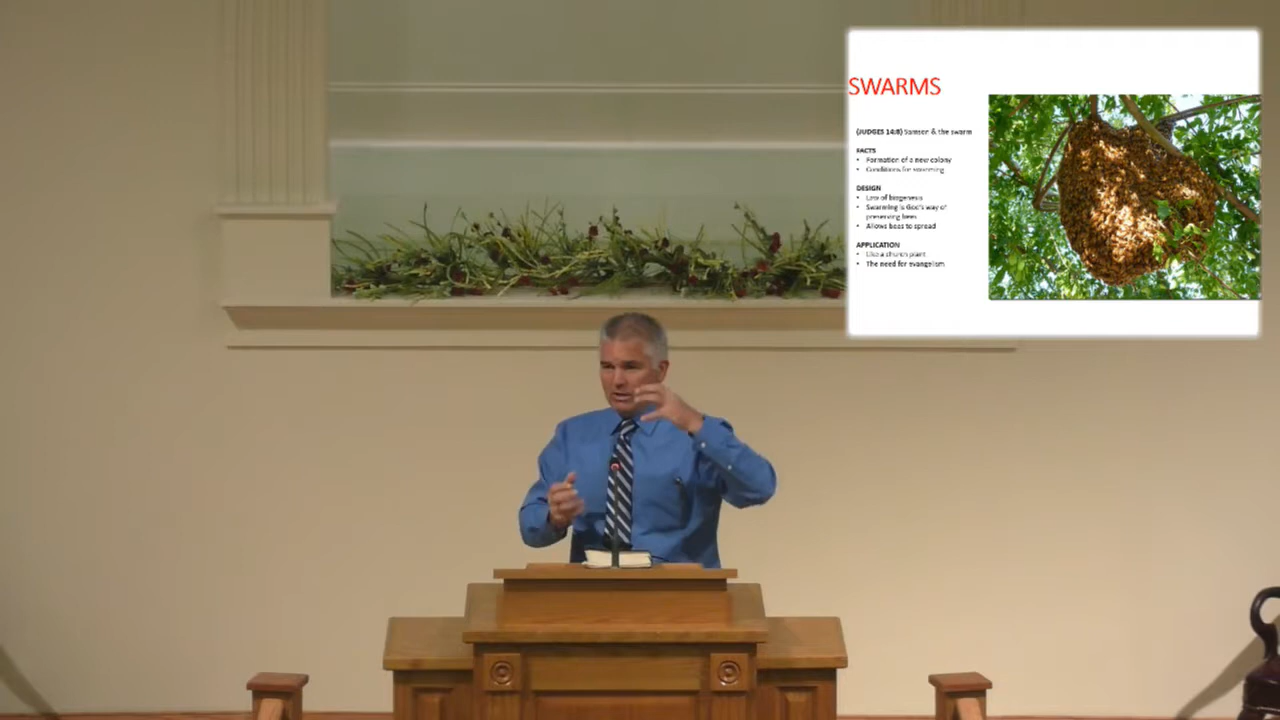 SWARMS
(JUDGES 14:8) Samson & the swarm
FACTS
• Formation of a new colony
• Conditions for swarming
DESIGN
• Law of biogenesis
• Swarming is God's way of
preserving bees
• Allows bees to spread
APPLICATION
• Like a church plant
• The need for evangelism